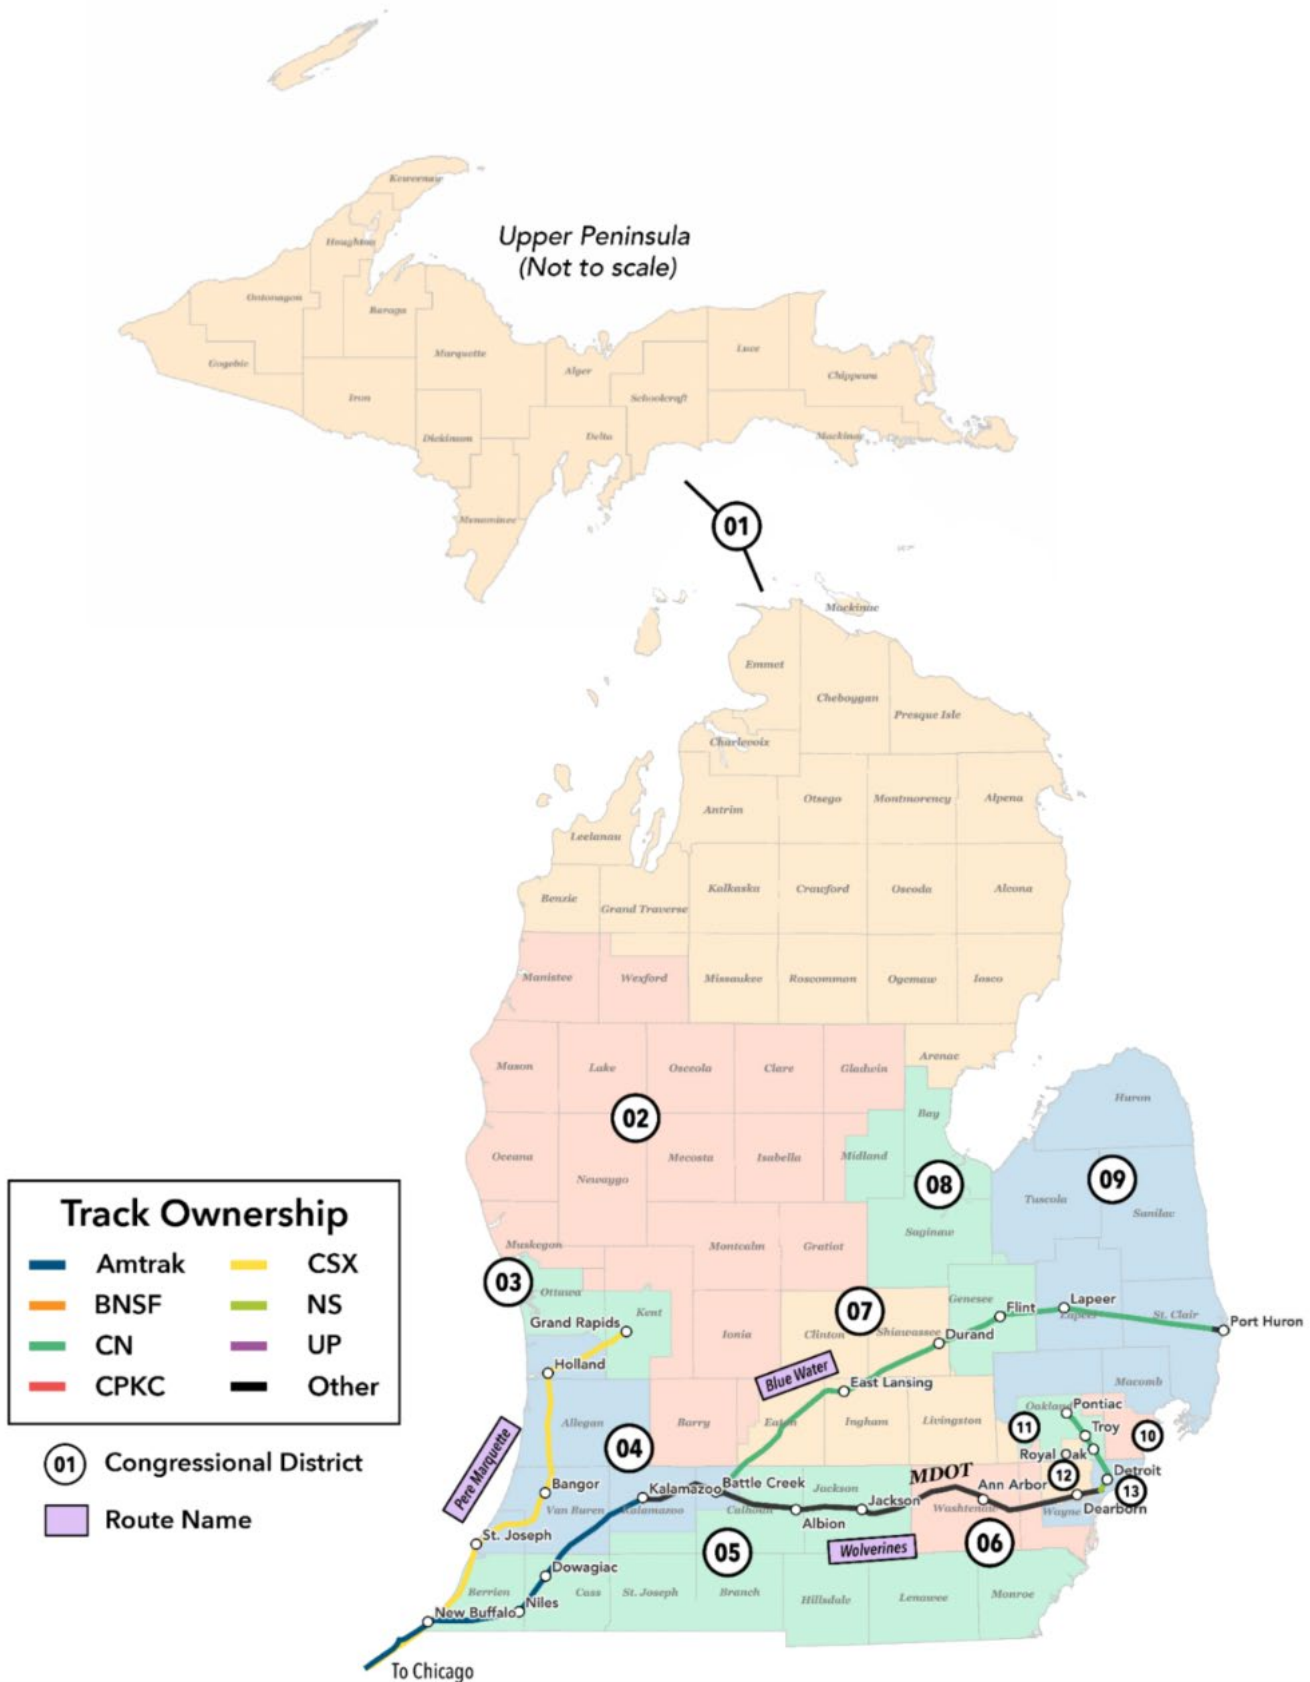 Keweenaw
Upper Peninsula
(Not to scale)
Houghton
Ontonagon
Baraga
Luce
Marquette
Gogebic
Alger
Chippewa
Iron
Schoolcraft
Dickinson
Delta
Mackinac
Menominee
01
Mackinac
Emmet
Cheboygan
Presque Isle
Charlevoix
Antrim
Otsego
Montmorency
Alpena
Leelanau
Benzie
Grand Traverse
Kalkaska
Crawford
Oscoda
Alcona
Manistee
Wexford
Missaukee
Roscommon
Ogemaw
Iosco
Arenac
Mason
Lake
Osceola
Clare
Gladwin
Huron
02
Bay
Oceana
Newaygo
Mecosta
Isabella
Midland
08
09
Tuscola
Sanilac
Saginaw
Muskegon
Montcalm
Gratiot
03
Ottawa
Kent
Grand Rapids
Ionia
07
Clinton
Shiawassee
Durand
Genesee
Flint
Lapeer
Lapeer
St. Clair
Port Huron
Holland
Blue Water
East Lansing
Macomb
Oakland
Pontiac
Troy
Royal Oak
11
10
Allegan
Barry
Eaton
Ingham
Livingston
04
Pere Marquette
Bangor
Van Buren
Kalamazoo
Kalamazoo
Battle Creek
Calhoun
Jackson
Jackson
Albion
MDOT
Ann Arbor
Washtenaw
12
Detroit
13
Wayne
Dearborn
St. Joseph
05
Wolverines
06
Dowagiac
Berrien
Cass
St. Joseph
Branch
Hillsdale
Lenawee
Monroe
Niles
New Buffalo
To Chicago
Track Ownership
Amtrak
CSX
BNSF
NS
CN
UP
CPKC
Other
01 Congressional District
Route Name